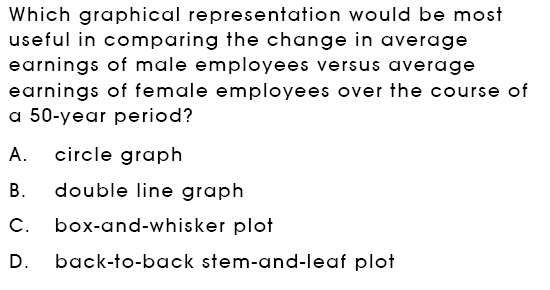 Which graphical representation would be most
useful in comparing the change in average
earnings of male employees versus average
earnings of female employees over the course of
a 50-year period?
A. circle graph
B. double line graph
C. box-and-whisker plot
D. back-to-back stem-and-leaf plot